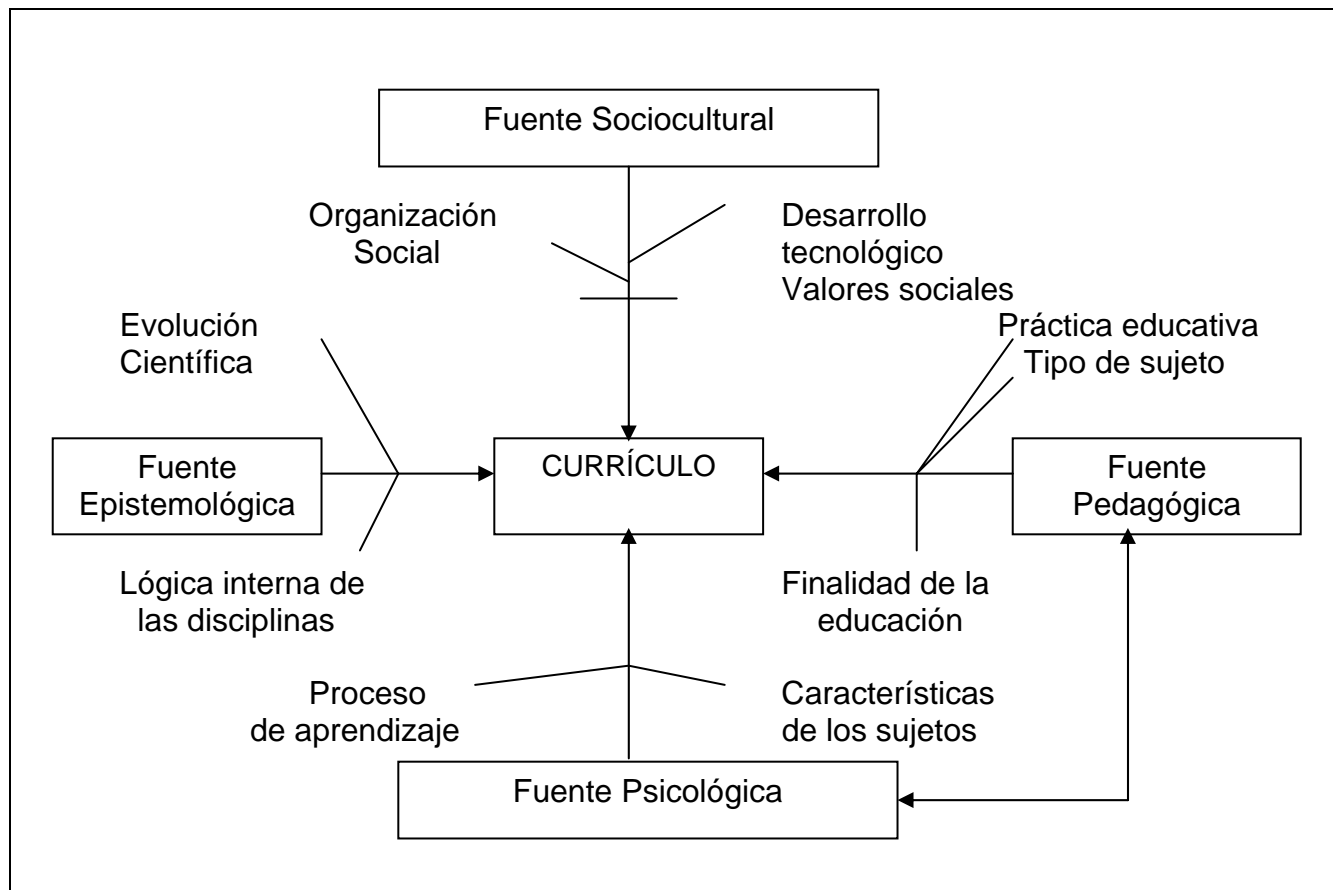 Fuente Sociocultural
Organización
Social
Desarrollo
tecnológico
Valores sociales
Evolución
Científica
Práctica educativa
Tipo de sujeto
Fuente
Epistemológica
CURRÍCULO
Fuente
Pedagógica
Lógica interna de
las disciplinas
Finalidad de la
educación
Proceso
de aprendizaje
Características
de los sujetos
Fuente Psicológica